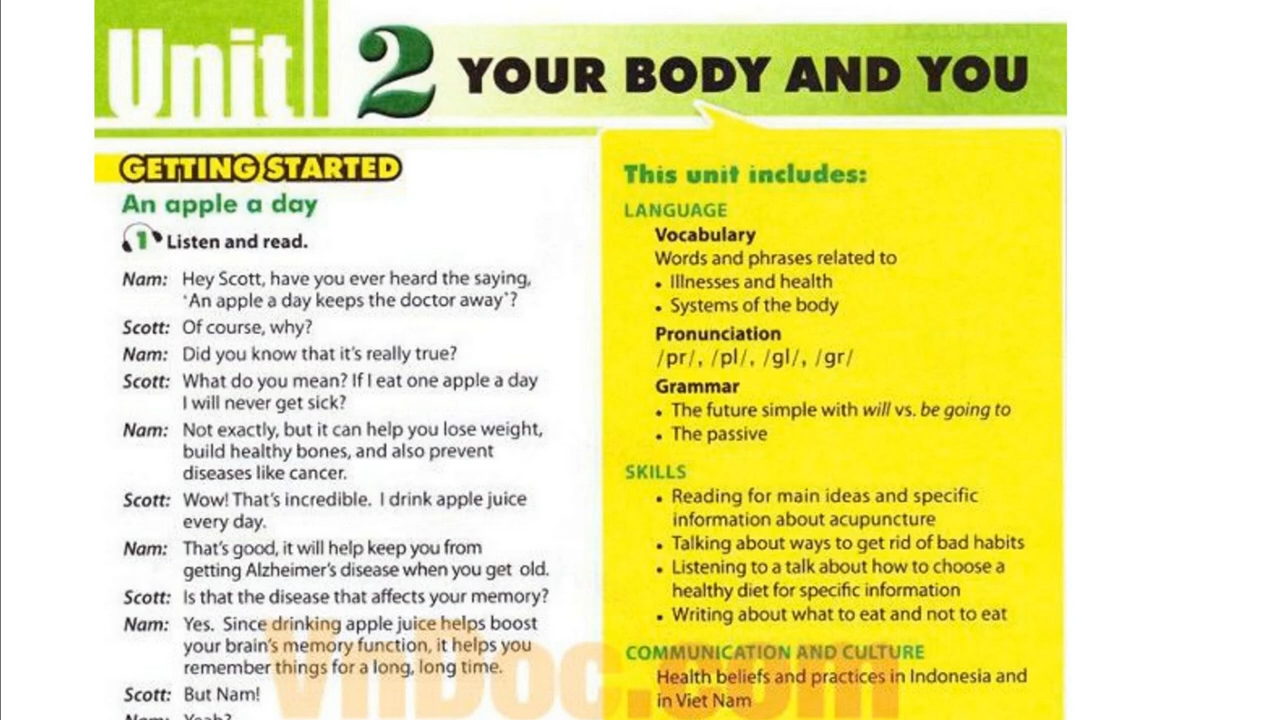 Unit 2 YOUR BODY AND YOU
GETTING STARTED
An apple a day
1 Listen and read.
Nam: Hey Scott, have you ever heard the saying,
'An apple a day keeps the doctor away'?
Scott: Of course, why?
Nam: Did you know that it's really true?
Scott: What do you mean? If I eat one apple a day
I will never get sick?
Nam: Not exactly, but it can help you lose weight,
build healthy bones, and also prevent
diseases like cancer.
Scott: Wow! That's incredible. I drink apple juice
every day.
Nam: That's good, it will help keep you from
getting Alzheimer's disease when you get old.
Scott: Is that the disease that affects your memory?
Nam: Yes. Since drinking apple juice helps boost
your brain's memory function, it helps you
remember things for a long, long time.
Scott: But Nam!
Nam: Yeah?
This unit includes:
LANGUAGE
Vocabulary
Words and phrases related to
• Illnesses and health
• Systems of the body
Pronunciation
/pr/, /pl/, /gl/, /gr/
Grammar
• The future simple with will vs. be going to
• The passive
SKILLS
• Reading for main ideas and specific
information about acupuncture
• Talking about ways to get rid of bad habits
• Listening to a talk about how to choose a
healthy diet for specific information
• Writing about what to eat and not to eat
COMMUNICATION AND CULTURE
Health beliefs and practices in Indonesia and
in Viet Nam
VnDoc.com